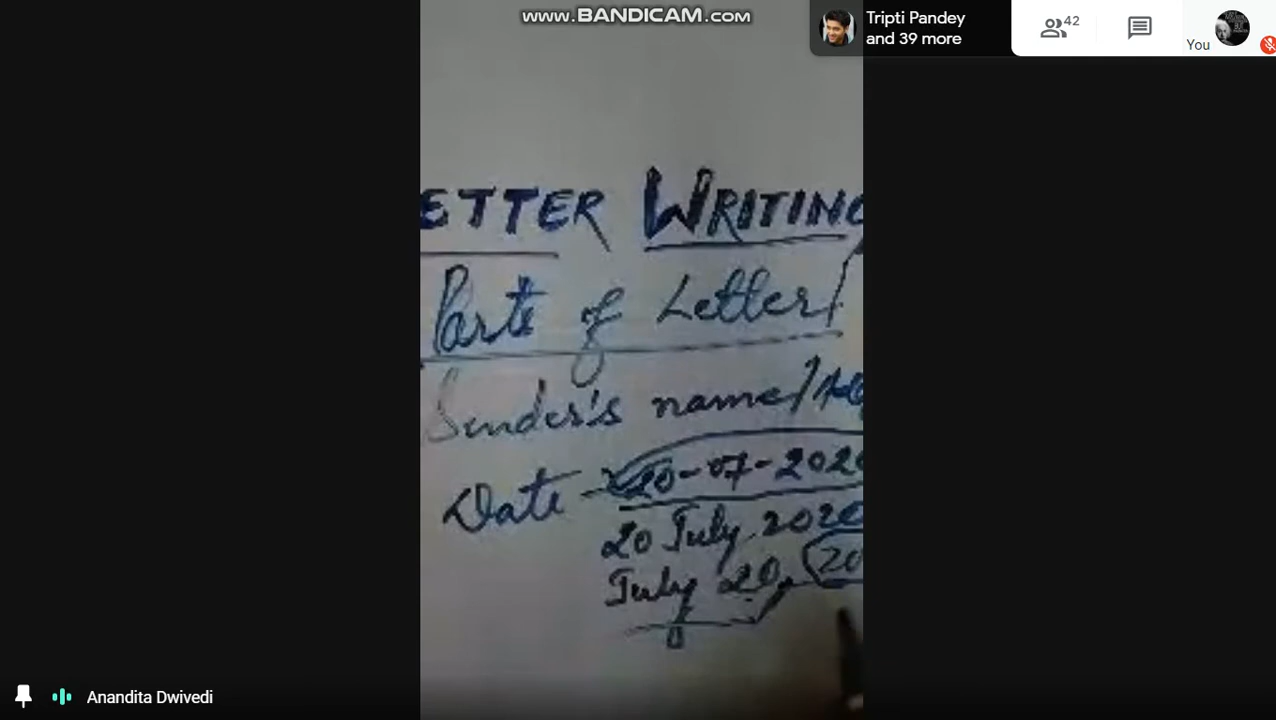 www.BANDICAM.com
Tripti Pandey
and 39 more
42
You
ETTER WRITING
Parts of Letter/
Sender's name/
Date - 20-07-2020
20 July 2020
July 20, 20
Anandita Dwivedi